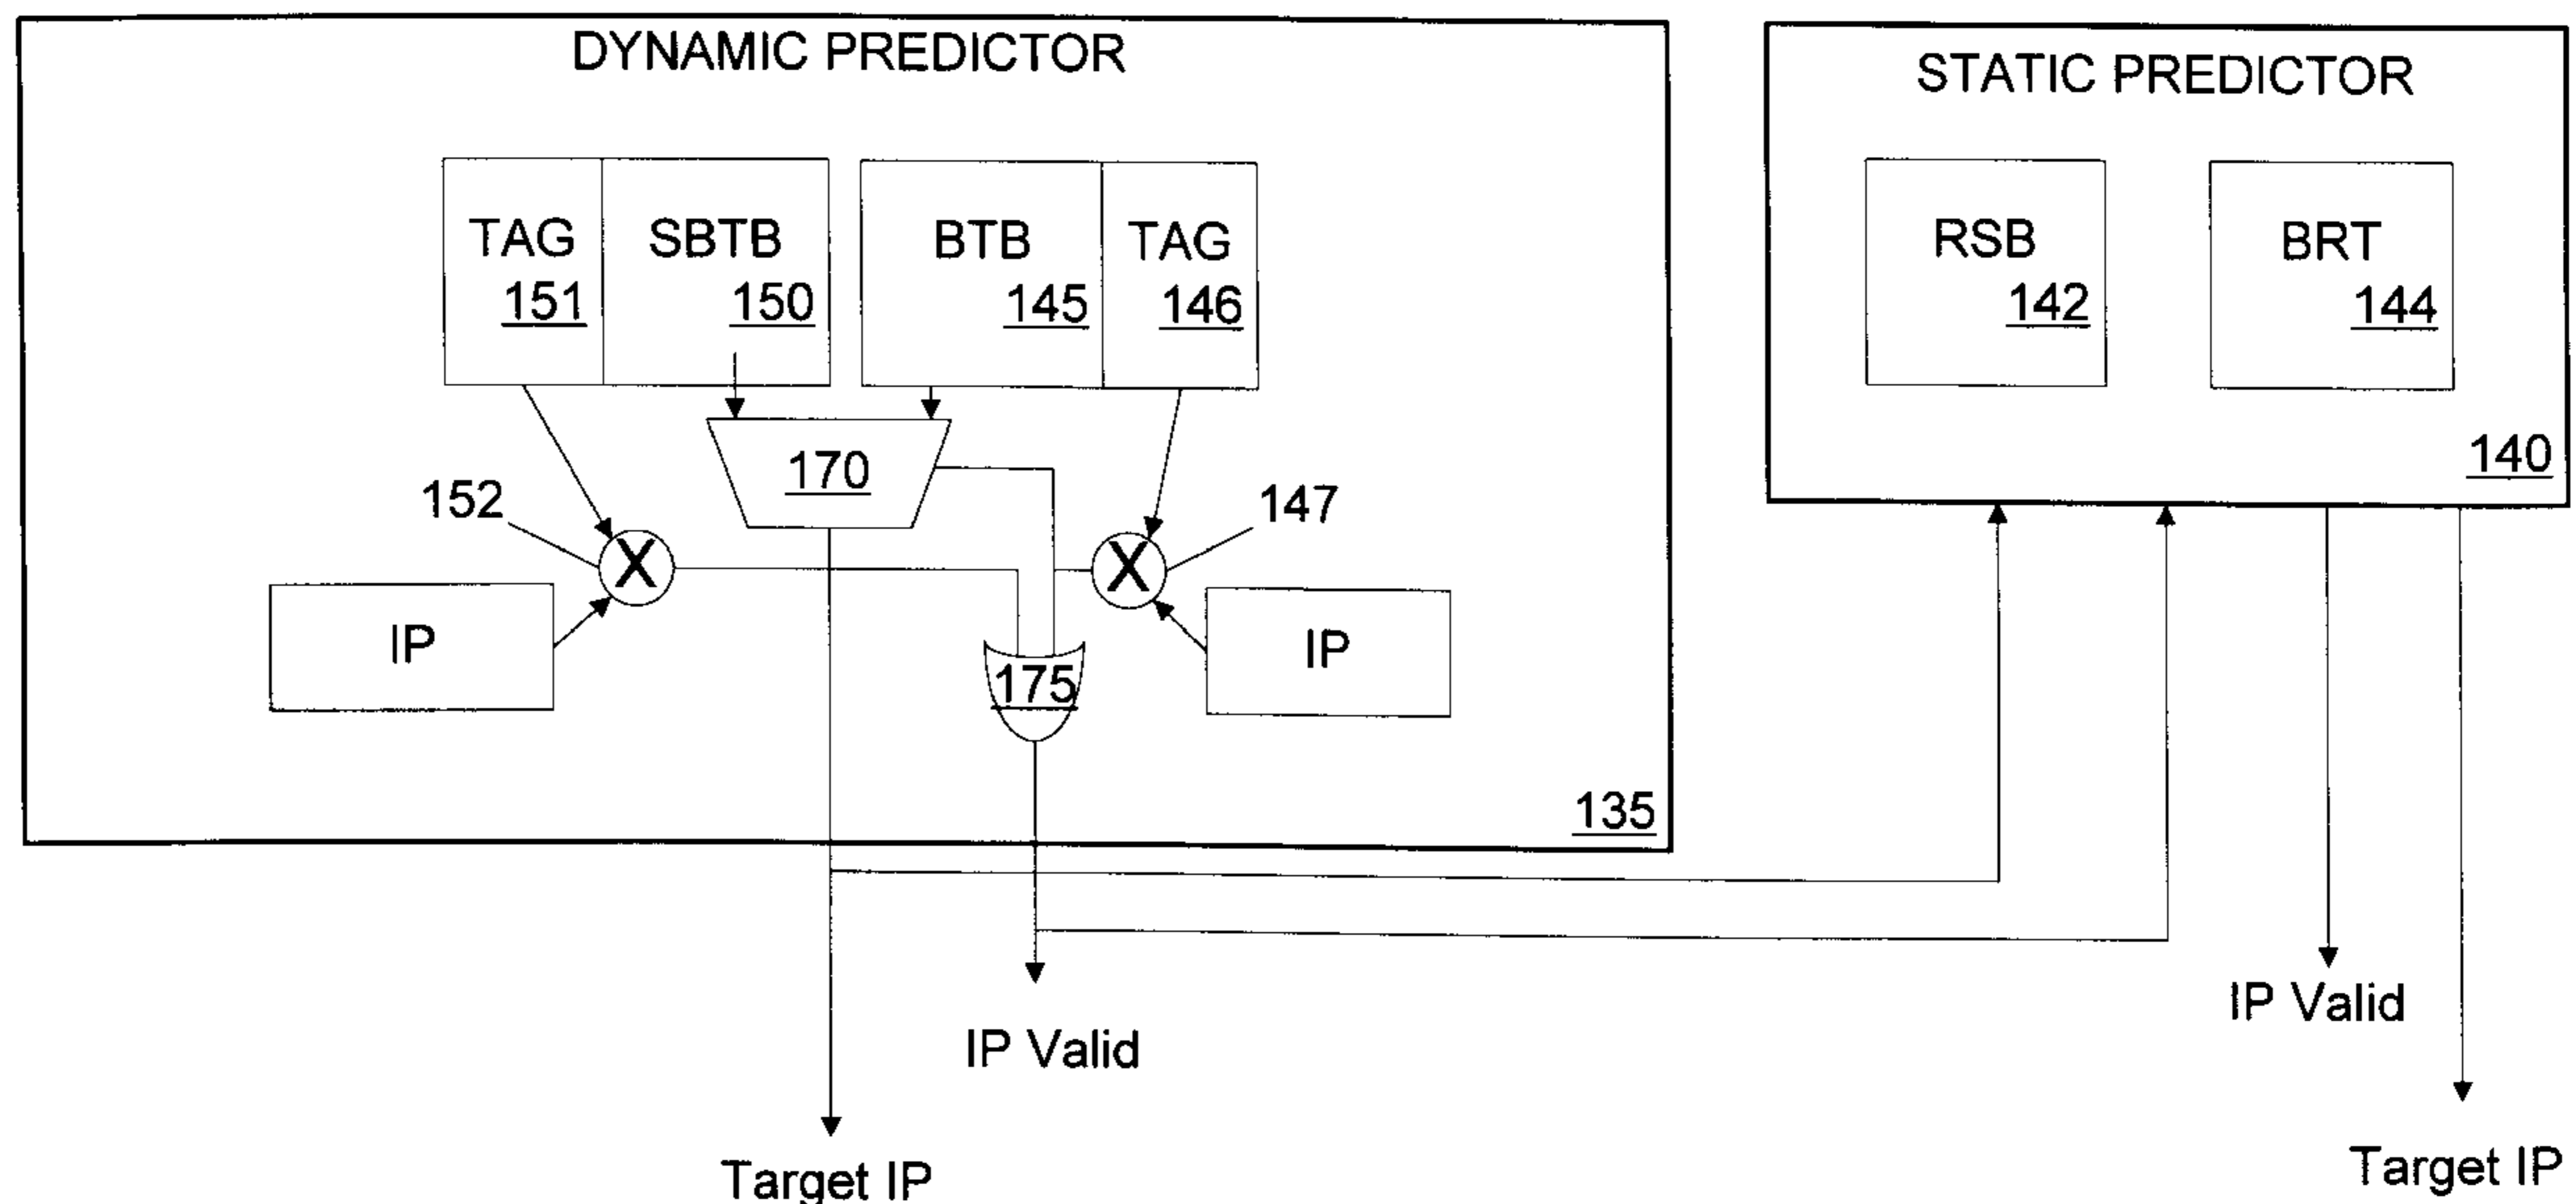 DYNAMIC PREDICTOR
TAG
151
SBTB
150
BTB
145
TAG
146
170
152
X
IP
X
147
IP
175
135
STATIC PREDICTOR
RSB
142
BRT
144
140
IP Valid
Target IP
IP Valid
Target IP